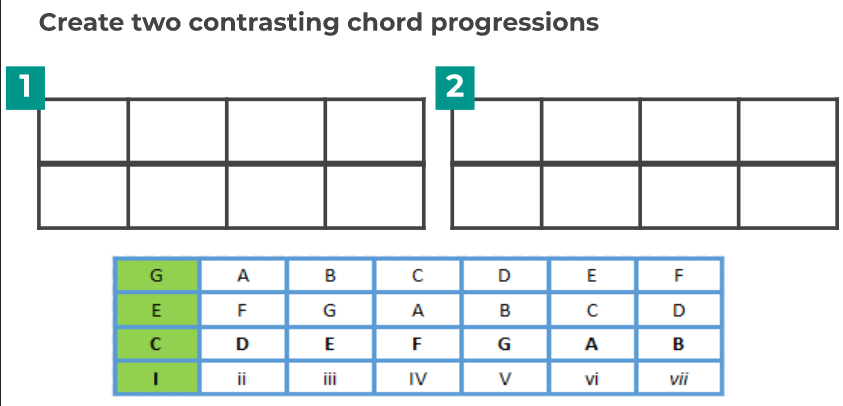 Create two contrasting chord progressions
1 2
G A B C D E F
E F G A B C D
C D E F G A B
I ii iii IV V vi vii